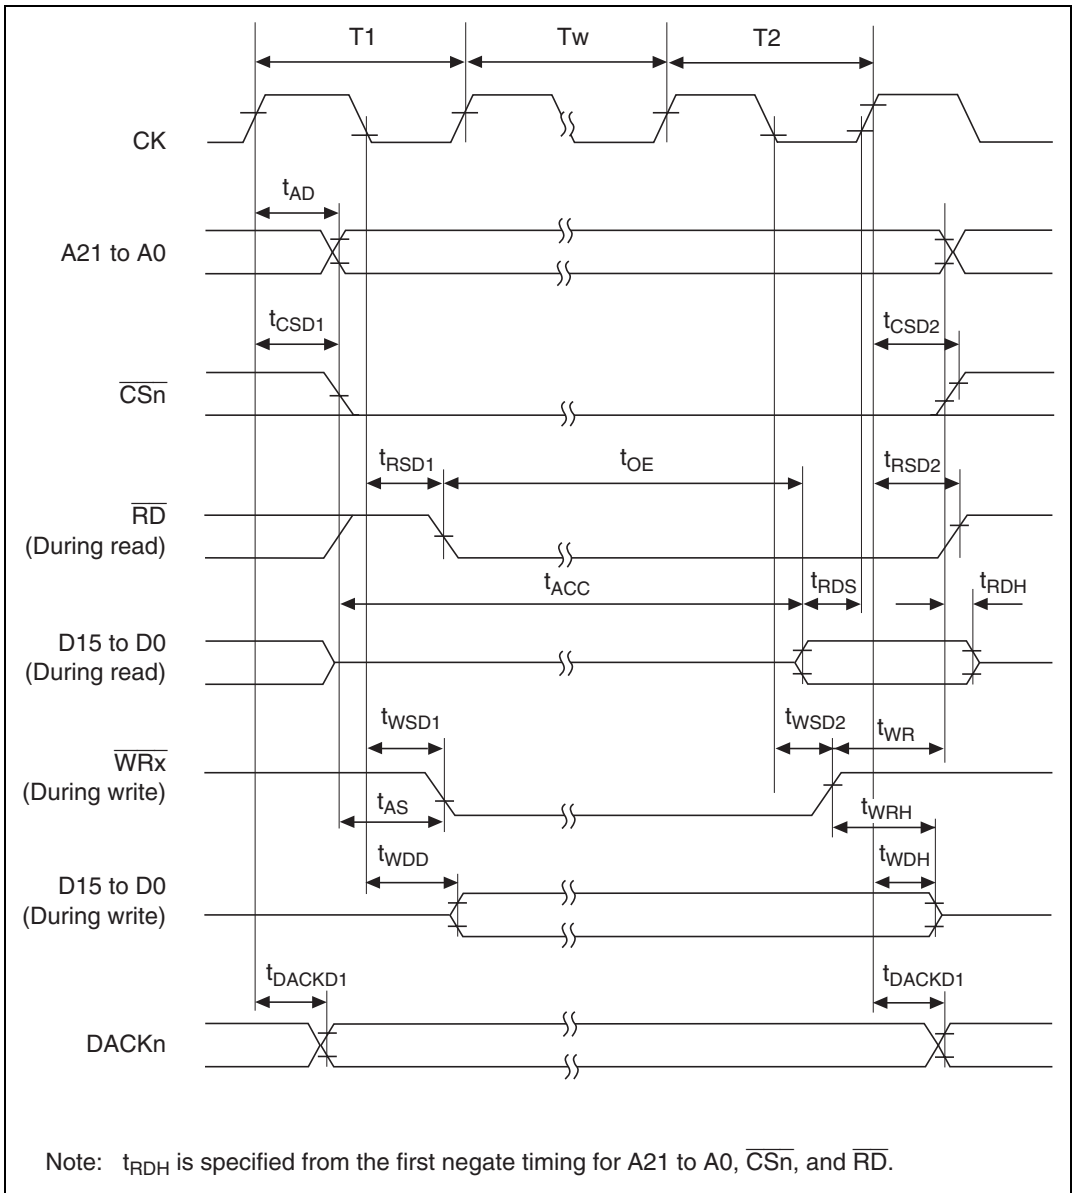 T1 Tw T2
CK
tAD
A21 to A0
tCSD1 tCSD2
CSn
tRSD1 tOE tRSD2
RD
(During read)
tACC tRDS tRDH
D15 to D0
(During read)
tWSD1 tWSD2 tWR
WRx
(During write)
tAS tWRH
tWDD tWDH
D15 to D0
(During write)
tDACKD1 tDACKD1
DACKn
Note: tRDH is specified from the first negate timing for A21 to A0, CSn, and RD.